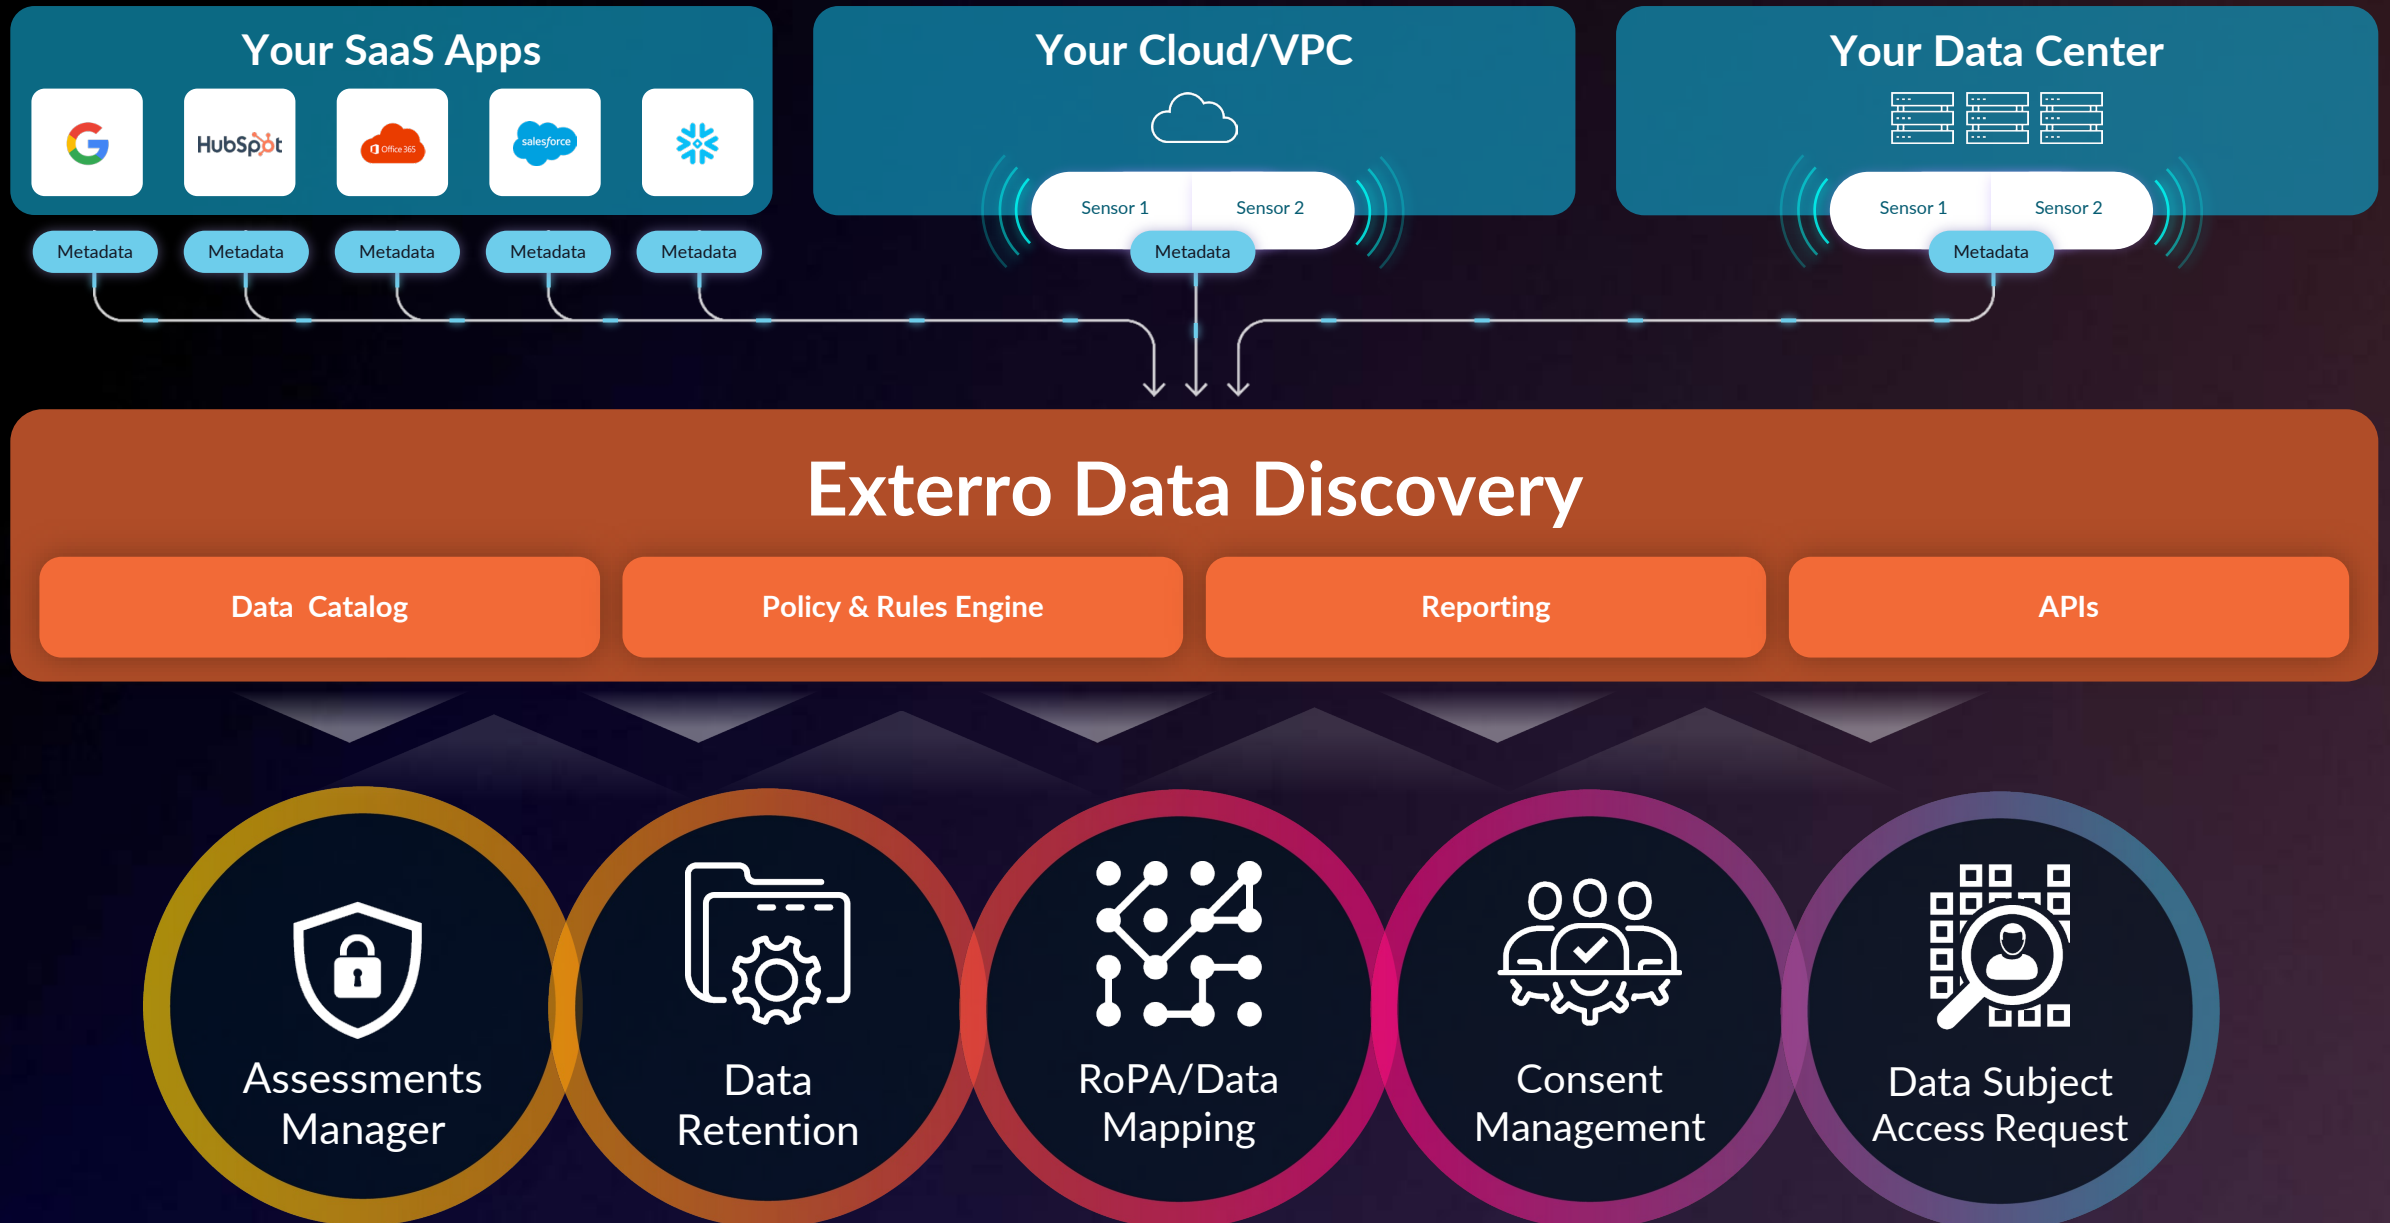 Your SaaS Apps
Your Cloud/VPC
Your Data Center
HubSpot
Office 365
salesforce
Sensor 1
Sensor 2
Sensor 1
Sensor 2
Metadata
Metadata
Metadata
Metadata
Metadata
Metadata
Metadata
Exterro Data Discovery
Data Catalog
Policy & Rules Engine
Reporting
APIs
Assessments
Manager
Data
Retention
RoPA/Data
Mapping
Consent
Management
Data Subject
Access Request